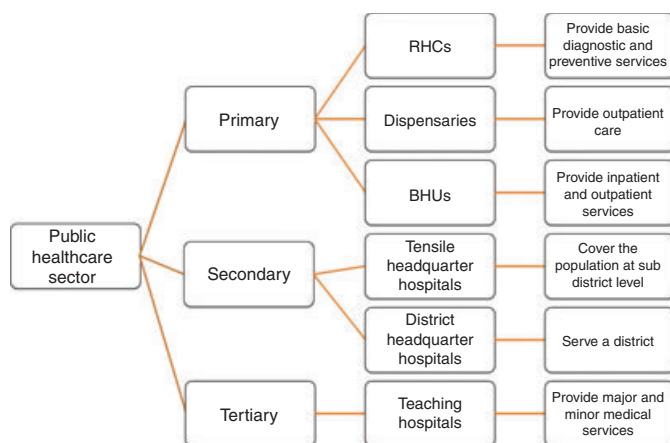 Public
healthcare
sector
Primary
RHCs
Provide basic
diagnostic and
preventive services
Dispensaries
Provide outpatient
care
BHUs
Provide inpatient
and outpatient
services
Secondary
Tensile
headquarter
hospitals
Cover the
population at sub
district level
District
headquarter
hospitals
Serve a district
Tertiary
Teaching
hospitals
Provide major and
minor medical
services